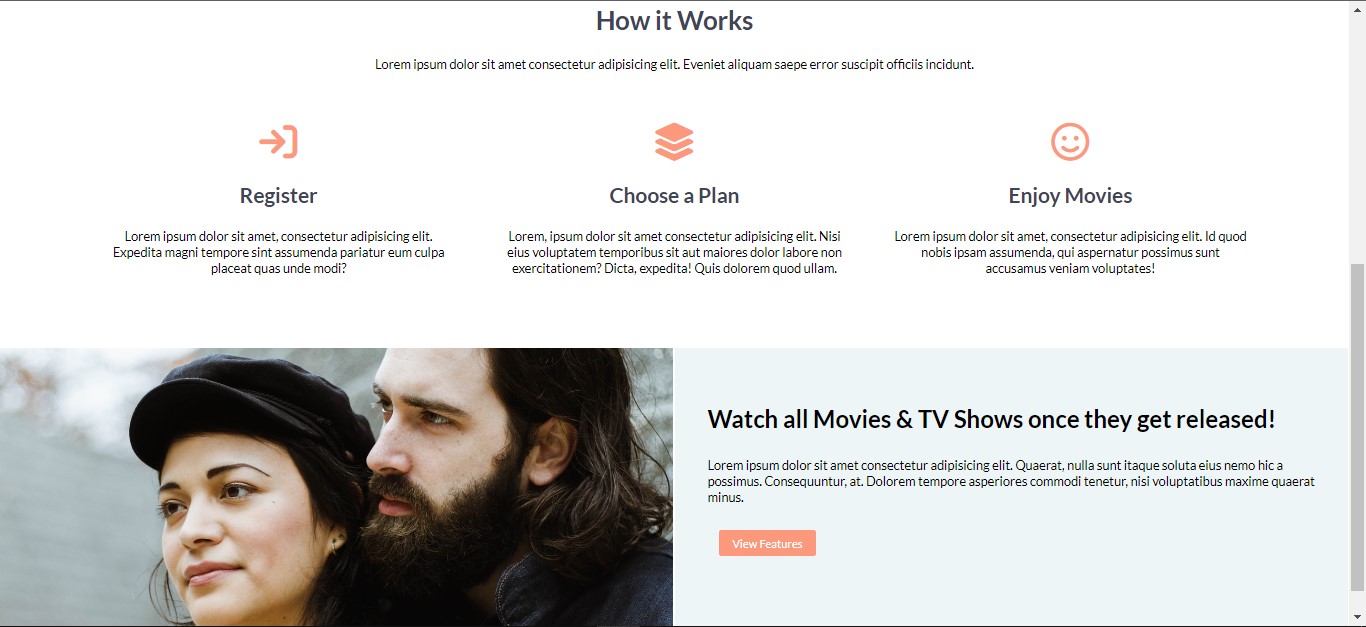 How it Works
Lorem ipsum dolor sit amet consectetur adipisicing elit. Eveniet aliquam saepe error suscipit officiis incidunt.
Register
Lorem ipsum dolor sit amet, consectetur adipisicing elit.
Expedita magni tempore sint assumenda pariatur eum culpa
placeat quas unde modi?
Choose a Plan
Lorem, ipsum dolor sit amet consectetur adipisicing elit. Nisi
eius voluptatem temporibus sit aut maiores dolor labore non
exercitationem? Dicta, expedita! Quis dolorem quod ullam.
Enjoy Movies
Lorem ipsum dolor sit amet, consectetur adipisicing elit. Id quod
nobis ipsam assumenda, qui aspernatur possimus sunt
accusamus veniam voluptates!
Watch all Movies & TV Shows once they get released!
Lorem ipsum dolor sit amet consectetur adipisicing elit. Quaerat, nulla sunt itaque soluta eius nemo hic a
possimus. Consequuntur, at. Dolorem tempore asperiores commodi tenetur, nisi voluptatibus maxime quaerat
minus.
View Features